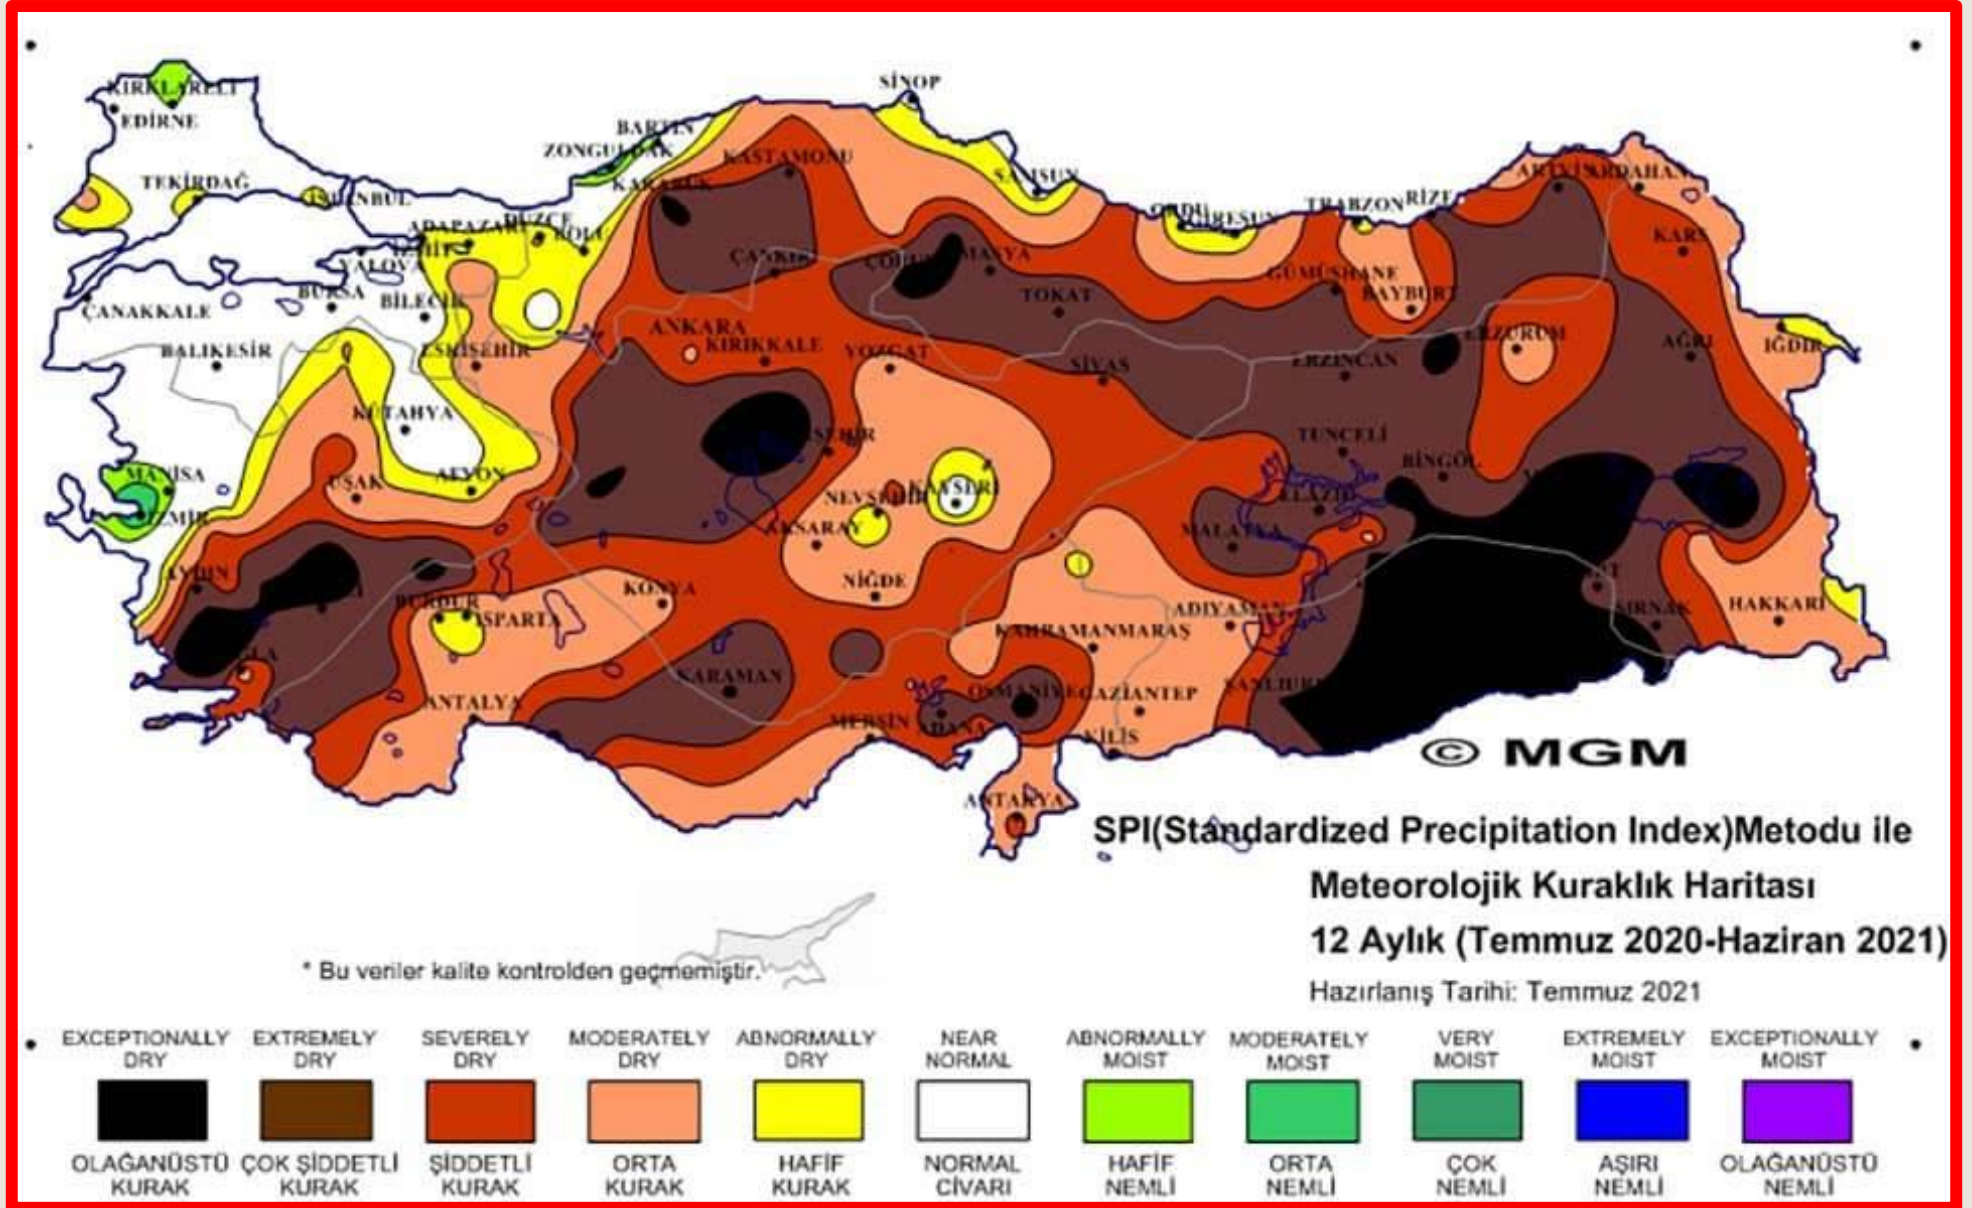 SİNOP
KIRKLARELİ
EDİRNE
BARTIN
ZONGULDAK
KASTAMONU
TEKİRDAĞ
KARABÜK
SAMSUN
ARTVİN
ARDAHAN
İSTANBUL
ADAPAZARI
DÜZCE
BOLU
ORDU
GİRESUN
TRABZON
RİZE
İZMİT
YALOVA
ÇANKIRI
AMASYA
KARS
GÜMÜŞHANE
BURSA
BİLECİK
TOKAT
BAYBURT
ÇANAKKALE
ANKARA
KIRIKKALE
YOZGAT
ERZURUM
AĞRI
IĞDIR
BALIKESİR
ESKİŞEHİR
SİVAS
ERZİNCAN
KÜTAHYA
TUNCELİ
BİNGÖL
MANİSA
UŞAK
AFYON
NEVŞEHİR
KAYSERİ
ELAZIĞ
İZMİR
AKSARAY
MALATYA
AYDIN
BURDUR
ISPARTA
KONYA
NİĞDE
ADIYAMAN
ŞIRNAK
HAKKARİ
KAHRAMANMARAŞ
KARAMAN
OSMANİYE
GAZİANTEP
ANTALYA
MERSİN
ADANA
KİLİS
ANTAKYA
© MGM
SPI(Standardized Precipitation Index)Metodu ile
Meteorolojik Kuraklık Haritası
12 Aylık (Temmuz 2020-Haziran 2021)
Hazırlanış Tarihi: Temmuz 2021
* Bu veriler kalite kontrolden geçmemiştir.
EXCEPTIONALLY DRY
EXTREMELY DRY
SEVERELY DRY
MODERATELY DRY
ABNORMALLY DRY
NEAR NORMAL
ABNORMALLY MOIST
MODERATELY MOIST
VERY MOIST
EXTREMELY MOIST
EXCEPTIONALLY MOIST
OLAĞANÜSTÜ KURAK
ÇOK ŞİDDETLİ KURAK
ŞİDDETLİ KURAK
ORTA KURAK
HAFİF KURAK
NORMAL CİVARI
HAFİF NEMLİ
ORTA NEMLİ
ÇOK NEMLİ
AŞIRI NEMLİ
OLAĞANÜSTÜ NEMLİ